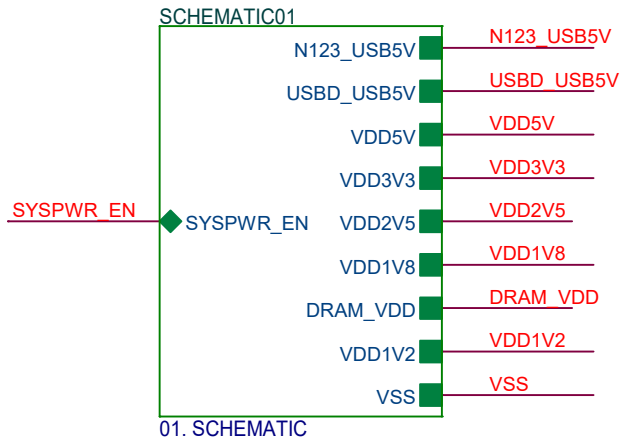 SCHEMATIC01
N123_USB5V N123_USB5V
USBD_USB5V USBD_USB5V
VDD5V VDD5V
VDD3V3 VDD3V3
SYSPWR_EN SYSPWR_EN VDD2V5 VDD2V5
VDD1V8 VDD1V8
DRAM_VDD DRAM_VDD
VDD1V2 VDD1V2
VSS VSS
01. SCHEMATIC